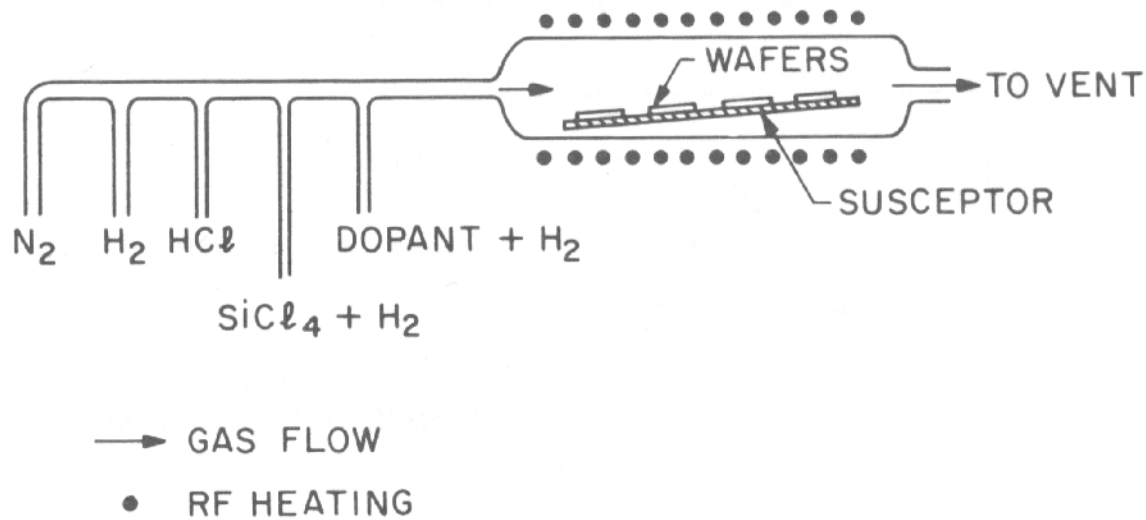 WAFERS
TO VENT
SUSCEPTOR
N₂
H₂
HCℓ
DOPANT + H₂
SiCℓ₄ + H₂
GAS FLOW
RF HEATING